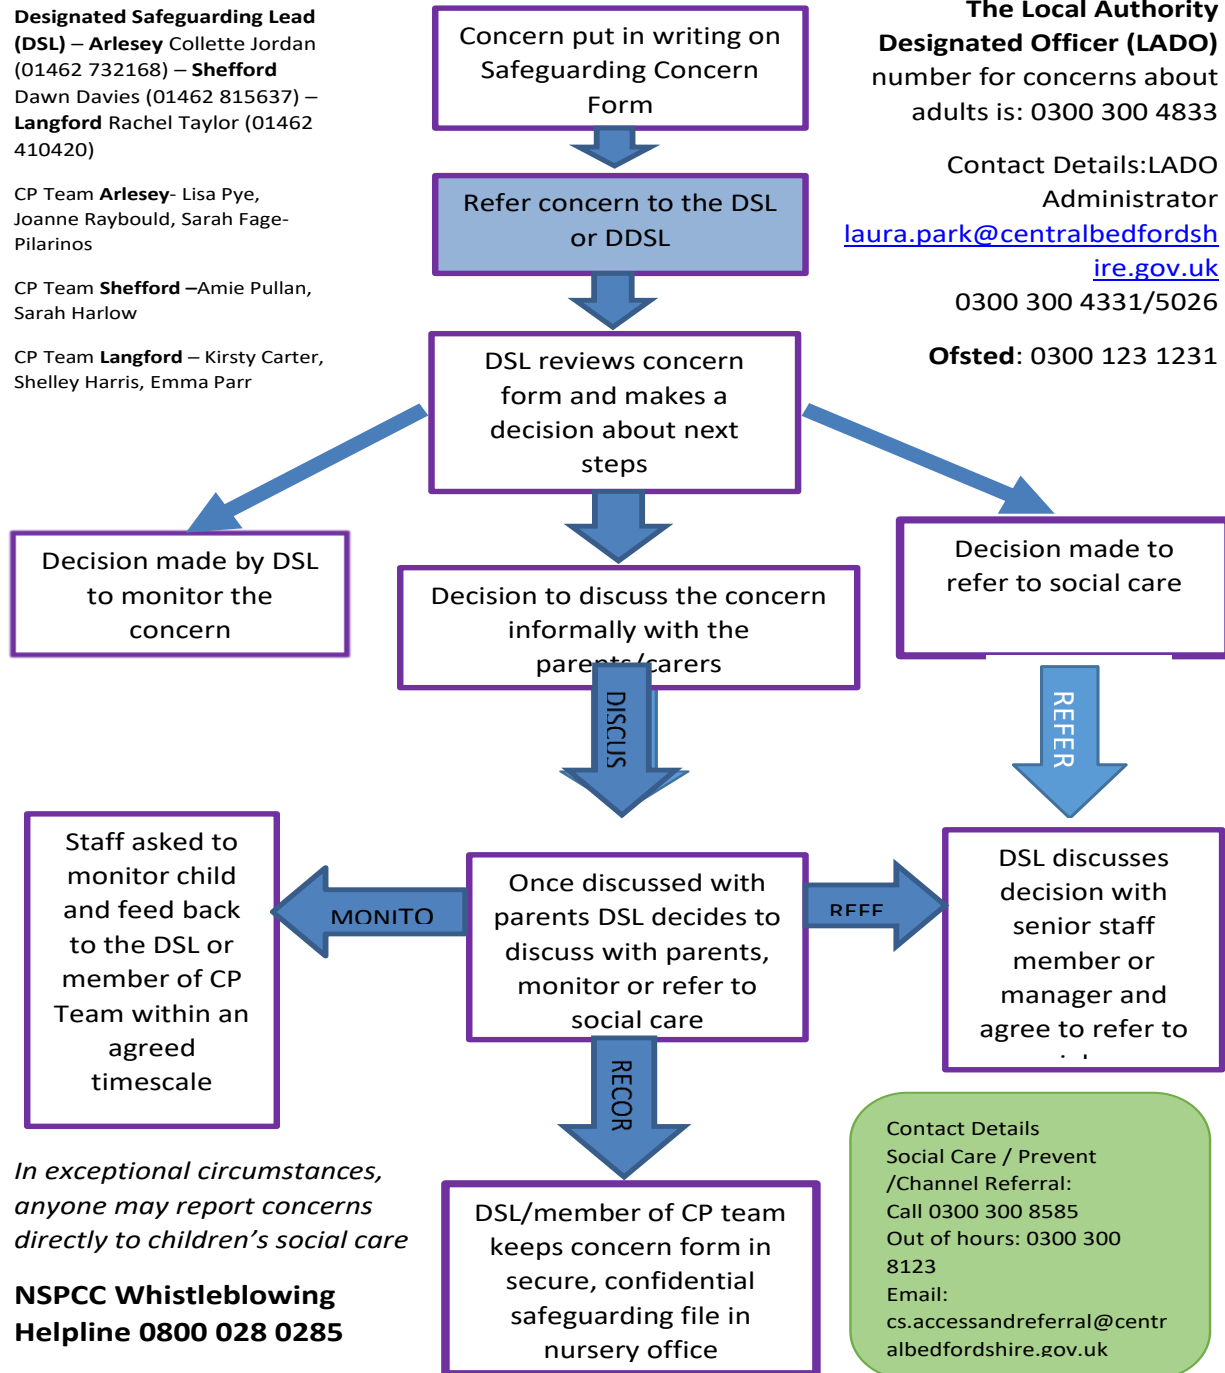 Designated Safeguarding Lead
(DSL) – Arlesey Collette Jordan
(01462 732168) – Shefford
Dawn Davies (01462 815637) –
Langford Rachel Taylor (01462
410420)
CP Team Arlesey- Lisa Pye,
Joanne Raybould, Sarah Fage-
Pilarinos
CP Team Shefford –Amie Pullan,
Sarah Harlow
CP Team Langford – Kirsty Carter,
Shelley Harris, Emma Parr
Concern put in writing on
Safeguarding Concern
Form
The Local Authority
Designated Officer (LADO)
number for concerns about
adults is: 0300 300 4833
Contact Details:LADO
Administrator
laura.park@centralbedfordsh
ire.gov.uk
0300 300 4331/5026
Ofsted: 0300 123 1231
Refer concern to the DSL
or DDSL
DSL reviews concern
form and makes a
decision about next
steps
Decision made by DSL
to monitor the
concern
Decision to discuss the concern
informally with the
parents/carers
Decision made to
refer to social care
DISCUS
REFER
Staff asked to
monitor child
and feed back
to the DSL or
member of CP
Team within an
agreed
timescale
MONITO
Once discussed with
parents DSL decides to
discuss with parents,
monitor or refer to
social care
REFE
DSL discusses
decision with
senior staff
member or
manager and
agree to refer to
RECOR
In exceptional circumstances,
anyone may report concerns
directly to children’s social care
NSPCC Whistleblowing
Helpline 0800 028 0285
DSL/member of CP team
keeps concern form in
secure, confidential
safeguarding file in
nursery office
Contact Details
Social Care / Prevent
/Channel Referral:
Call 0300 300 8585
Out of hours: 0300 300
8123
Email:
cs.accessandreferral@centr
albedfordshire.gov.uk